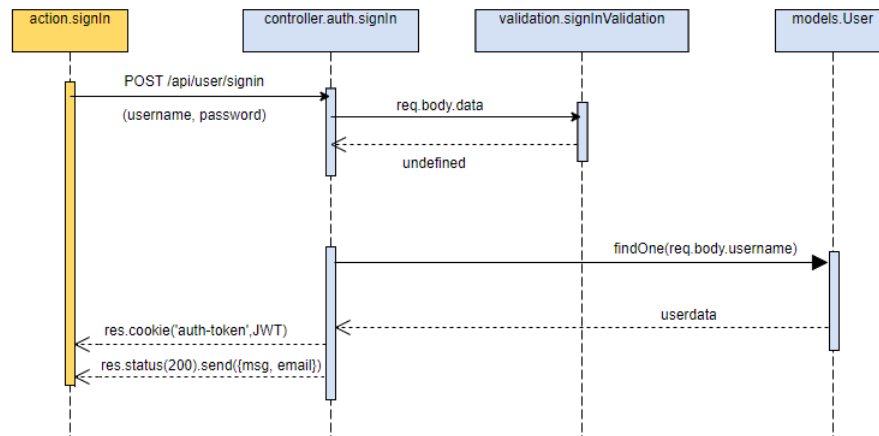 action.signIn
controller.auth.signIn
validation.signInValidation
models.User
POST /api/user/signin
(username, password)
req.body.data
undefined
findOne(req.body.username)
userdata
res.cookie('auth-token',JWT)
res.status(200).send({msg, email})